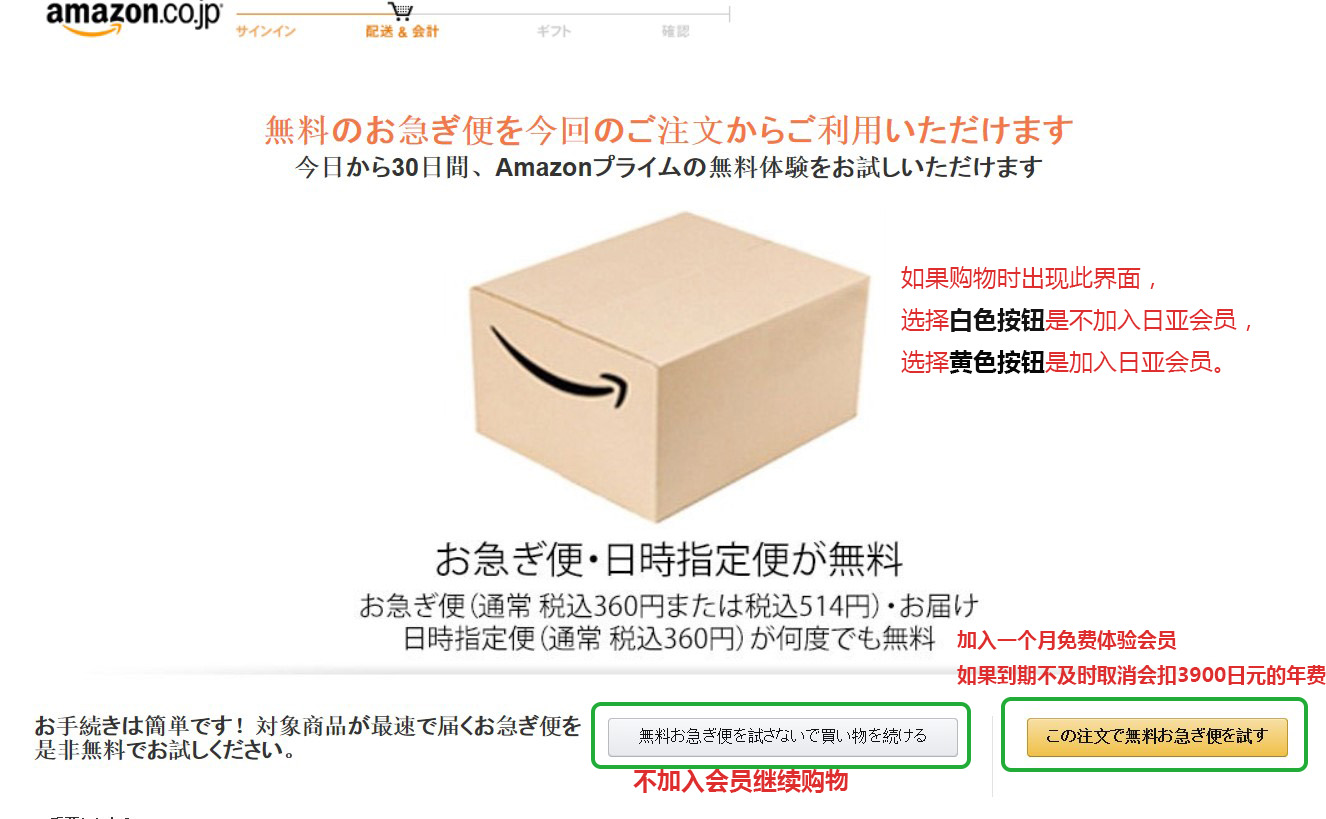 amazon.co.jp
サインイン 配送 & 会計 ギフト 確認
無料のお急ぎ便を今回のご注文からご利用いただけます
今日から30日間、Amazonプライムの無料体験をお試しいただけます
如果购物时出现此界面，
选择白色按钮是不加入日亚会员，
选择黄色按钮是加入日亚会员。
お急ぎ便・日時指定便が無料
お急ぎ便（通常 税込360円または税込514円）・お届け
日時指定便（通常 税込360円）が何度でも無料
加入一个月免费体验会员
如果到期不及时取消会扣3900日元的年费
お手続きは簡単です！ 対象商品が最速で届くお急ぎ便を
是非無料でお試しください。
無料お急ぎ便を試さないで買い物を続ける
この注文で無料お急ぎ便を試す
不加入会员继续购物